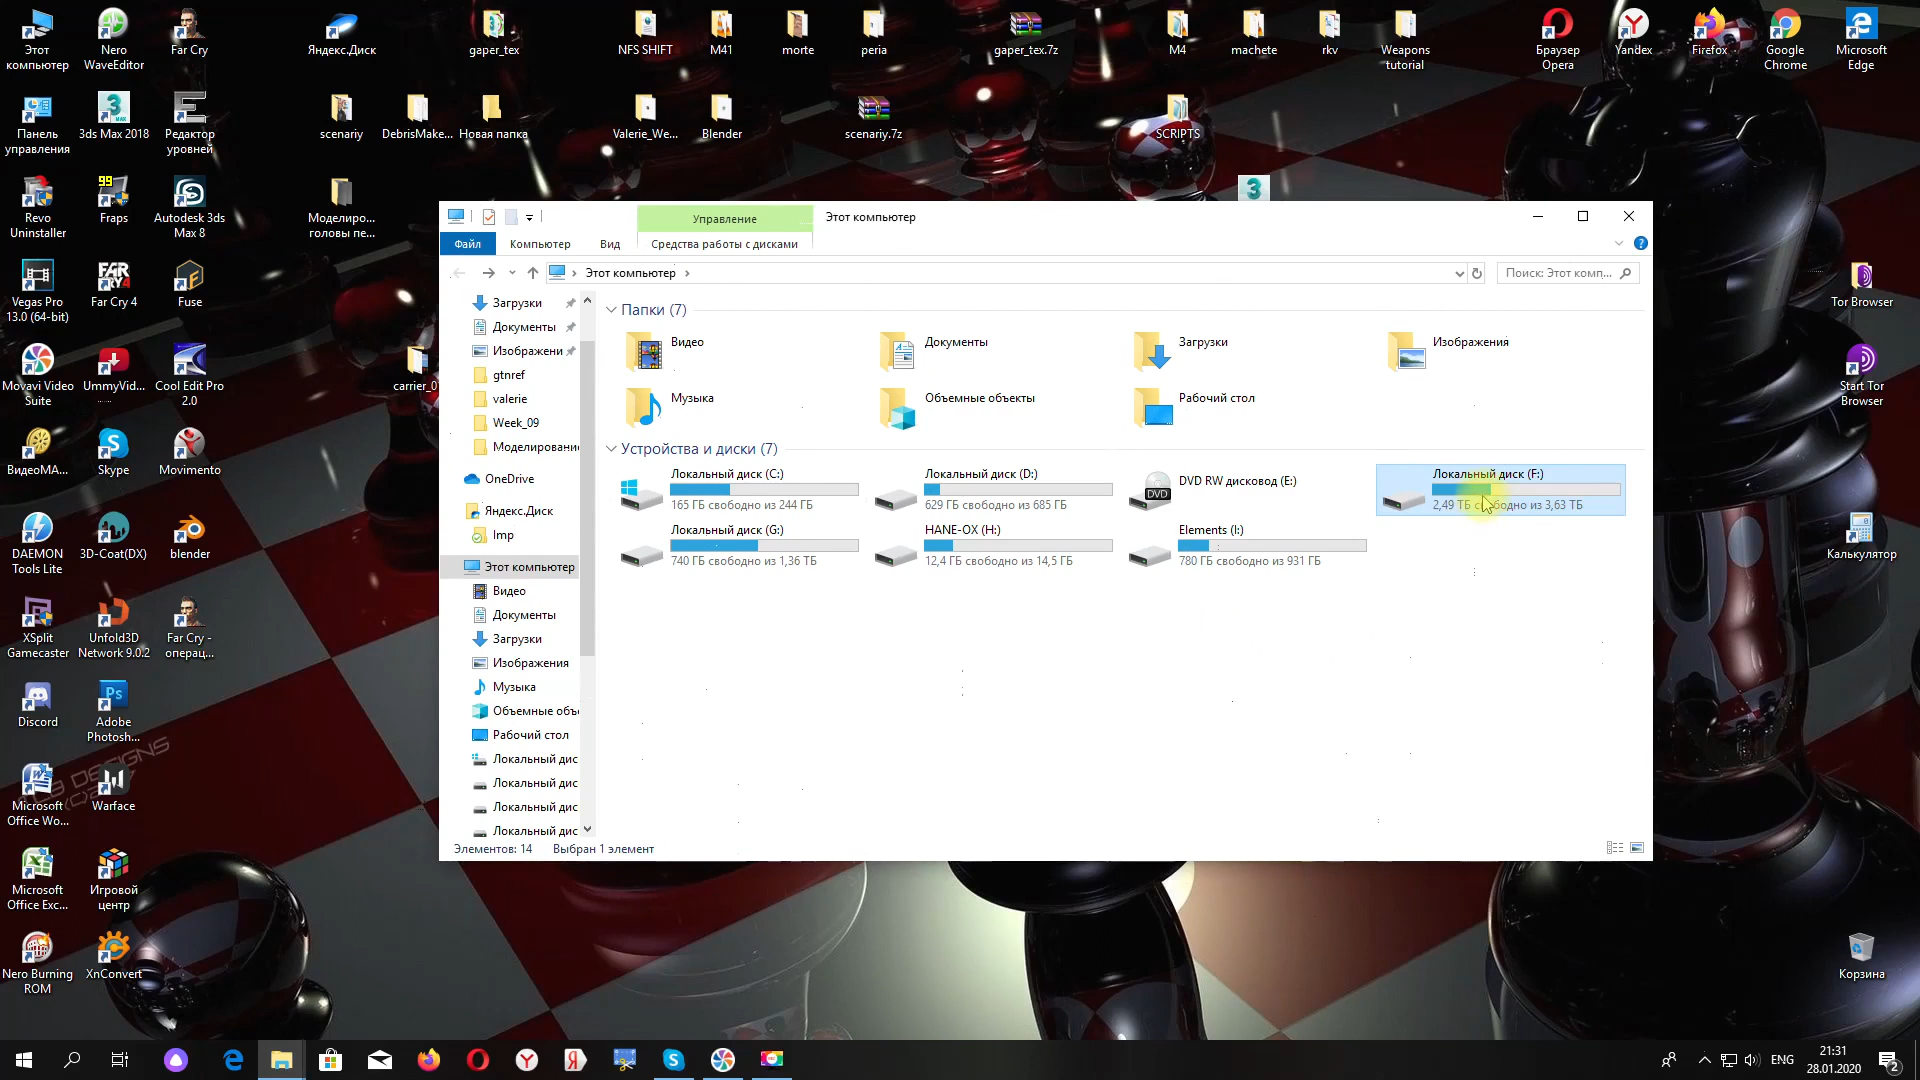 Этот
компьютер
Nero
WaveEditor
Far Cry
Яндекс.Диск
gaper_tex
NFS SHIFT
M41
morte
peria
gaper_tex.7z
M4
machete
rkv
Weapons
tutorial
Браузер
Opera
Yandex
Firefox
Google
Chrome
Microsoft
Edge
Панель
управления
3ds Max 2018
Редактор
уровней
scenariy
DebrisMake...
Новая папка
Valerie_We...
Blender
scenariy.7z
SCRIPTS
Revo
Uninstaller
99
Fraps
Autodesk 3ds
Max 8
Моделиро...
головы пе...
Vegas Pro
13.0 (64-bit)
Far Cry 4
Fuse
Tor Browser
Movavi Video
Suite
UmmyVid...
Cool Edit Pro
2.0
carrier_0
Start Tor
Browser
ВидеоМА...
Skype
Movimento
DAEMON
Tools Lite
3D-Coat(DX)
blender
Калькулятор
XSplit
Gamecaster
Unfold3D
Network 9.0.2
Far Cry -
операц...
Discord
Adobe
Photosh...
Microsoft
Office Wo...
Warface
Microsoft
Office Exc...
Игровой
центр
Nero Burning
ROM
XnConvert
Корзина
Управление
Этот компьютер
Файл
Компьютер
Вид
Средства работы с дисками
Этот компьютер
Поиск: Этот комп...
Загрузки
Документы
Изображени
gtnref
valerie
Week_09
Моделировани
OneDrive
Яндекс.Диск
Imp
Этот компьютер
Видео
Документы
Загрузки
Изображения
Музыка
Объемные объ
Рабочий стол
Локальный дис
Локальный дис
Локальный дис
Локальный дис
Папки (7)
Видео
Документы
Загрузки
Изображения
Музыка
Объемные объекты
Рабочий стол
Устройства и диски (7)
Локальный диск (C:)
165 ГБ свободно из 244 ГБ
Локальный диск (D:)
629 ГБ свободно из 685 ГБ
DVD RW дисковод (E:)
Локальный диск (F:)
2,49 ТБ свободно из 3,63 ТБ
Локальный диск (G:)
740 ГБ свободно из 1,36 ТБ
HANE-OX (H:)
12,4 ГБ свободно из 14,5 ГБ
Elements (I:)
780 ГБ свободно из 931 ГБ
Элементов: 14
Выбран 1 элемент
ENG
21:31
28.01.2020
2